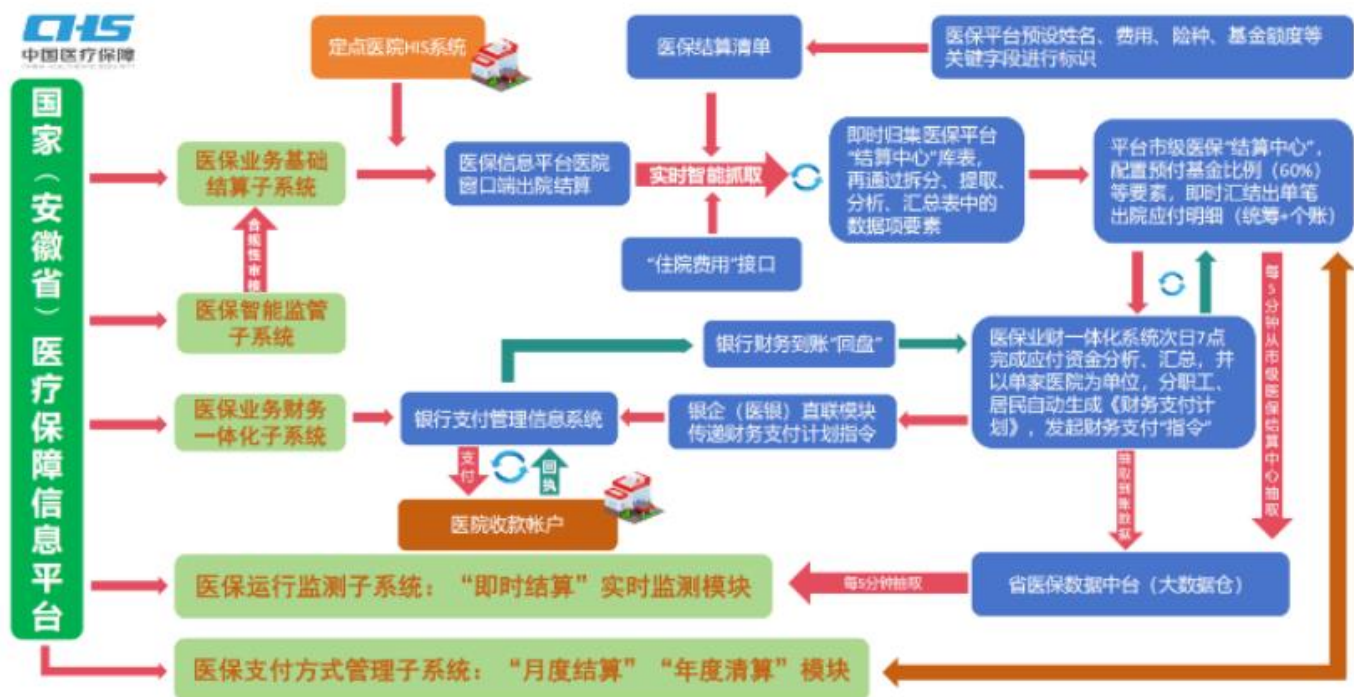 CHS
中国医疗保障
国家（安徽省）医疗保障信息平台
定点医院HIS系统
医保结算清单
医保平台预设姓名、费用、险种、基金额度等
关键字段进行标识
医保业务基础
结算子系统
医保信息平台医院
窗口端出院结算
实时智能抓取
即时归集医保平台
“结算中心”库表，
再通过拆分、提取、
分析、汇总表中的
数据项要素
平台市级医保“结算中心”，
配置预付基金比例（60%）
等要素，即时汇结出单笔
出院应付明细（统筹+个账）
合规性审核
“住院费用”接口
医保智能监管
子系统
每5分钟从市级医保结算中心抽取
银行财务到账“回盘”
医保业财一体化系统次日7点
完成应付资金分析、汇总，并
以单家医院为单位，分职工、
居民自动生成《财务支付计
划》，发起财务支付“指令”
医保业务财务
一体化子系统
银行支付管理信息系统
银企（医银）直联模块
传递财务支付计划指令
支付
回执
抽取到账数据
医院收款帐户
医保运行监测子系统：“即时结算”实时监测模块
每5分钟抽取
省医保数据中台（大数据仓）
医保支付方式管理子系统：“月度结算”“年度清算”模块